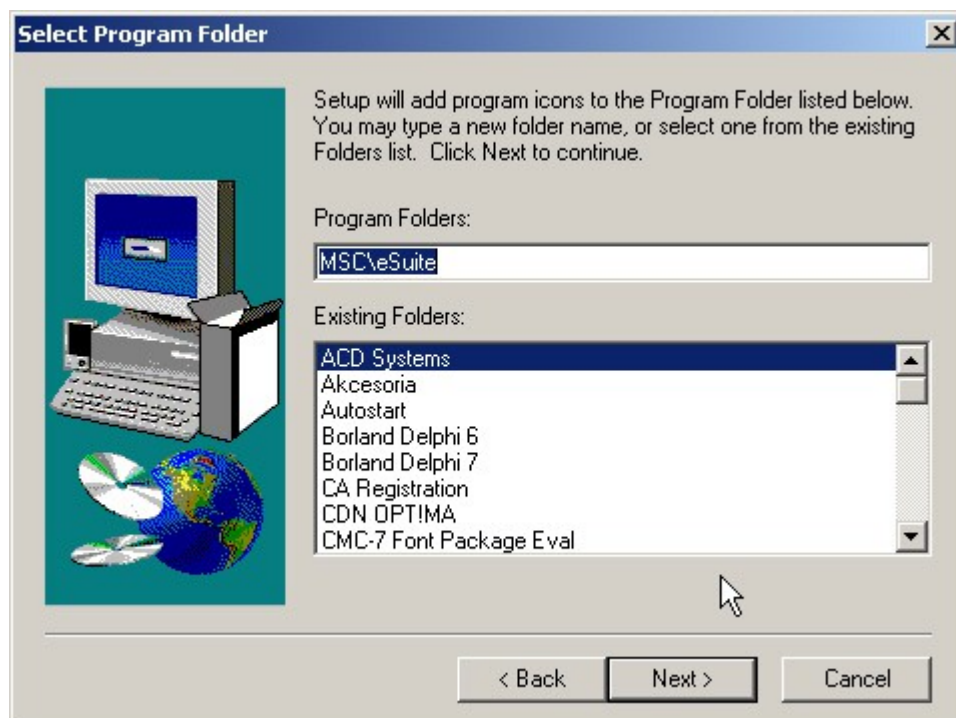 Select Program Folder
Setup will add program icons to the Program Folder listed below.
You may type a new folder name, or select one from the existing
Folders list.  Click Next to continue.
Program Folders:
MSC\eSuite
Existing Folders:
ACD Systems
Akcesoria
Autostart
Borland Delphi 6
Borland Delphi 7
CA Registration
CDN OPT!MA
CMC-7 Font Package Eval
< Back
Next >
Cancel